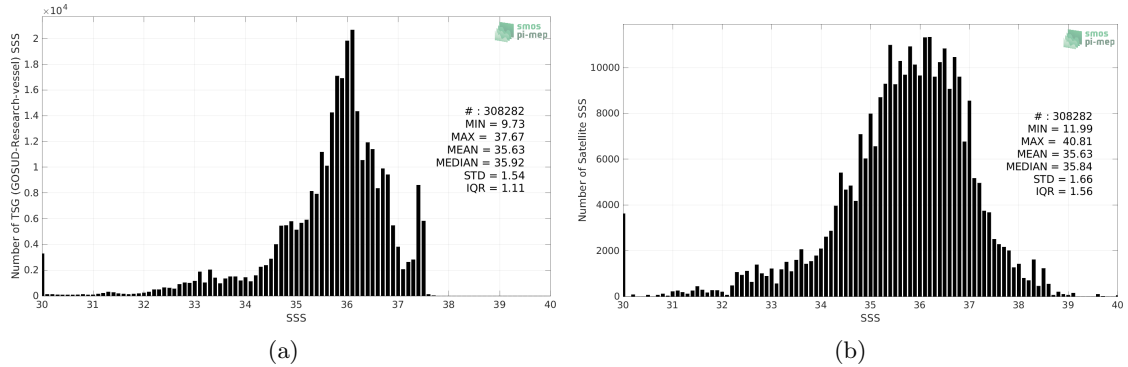 ×10⁴
2
1.8
1.6
1.4
1.2
1
0.8
0.6
0.4
0.2
0
Number of TSG (GOSUD-Research-vessel) SSS
30 31 32 33 34 35 36 37 38 39 40
SSS
smos
pi-mep
# : 308282
MIN = 9.73
MAX = 37.67
MEAN = 35.63
MEDIAN = 35.92
STD = 1.54
IQR = 1.11
(a)
10000
8000
6000
4000
2000
0
Number of Satellite SSS
30 31 32 33 34 35 36 37 38 39 40
SSS
smos
pi-mep
# : 308282
MIN = 11.99
MAX = 40.81
MEAN = 35.63
MEDIAN = 35.84
STD = 1.66
IQR = 1.56
(b)